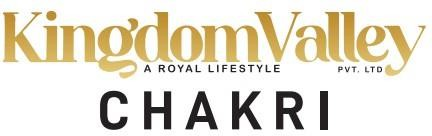 KingdomValley
A ROYAL LIFESTYLE PVT. LTD
CHAKRI